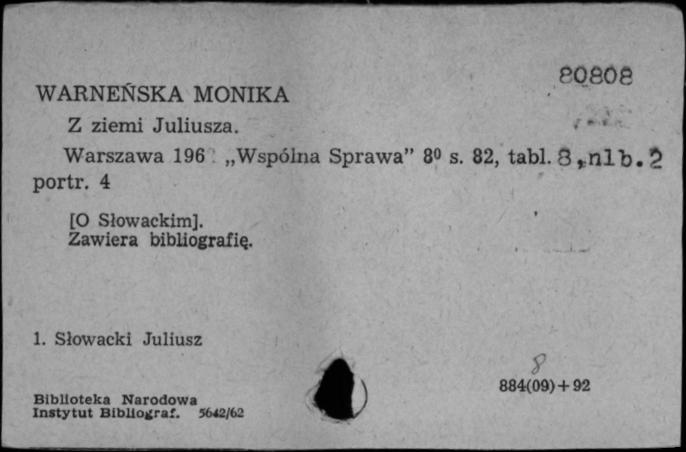 80808
WARNEŃSKA MONIKA
Z ziemi Juliusza.
Warszawa 196 „Wspólna Sprawa” 8⁰ s. 82, tabl. 8, nlb. 2
portr. 4
[O Słowackim].
Zawiera bibliografię.
1. Słowacki Juliusz
8
884(09)+92
Biblioteka Narodowa
Instytut Bibliograf. 5642/62